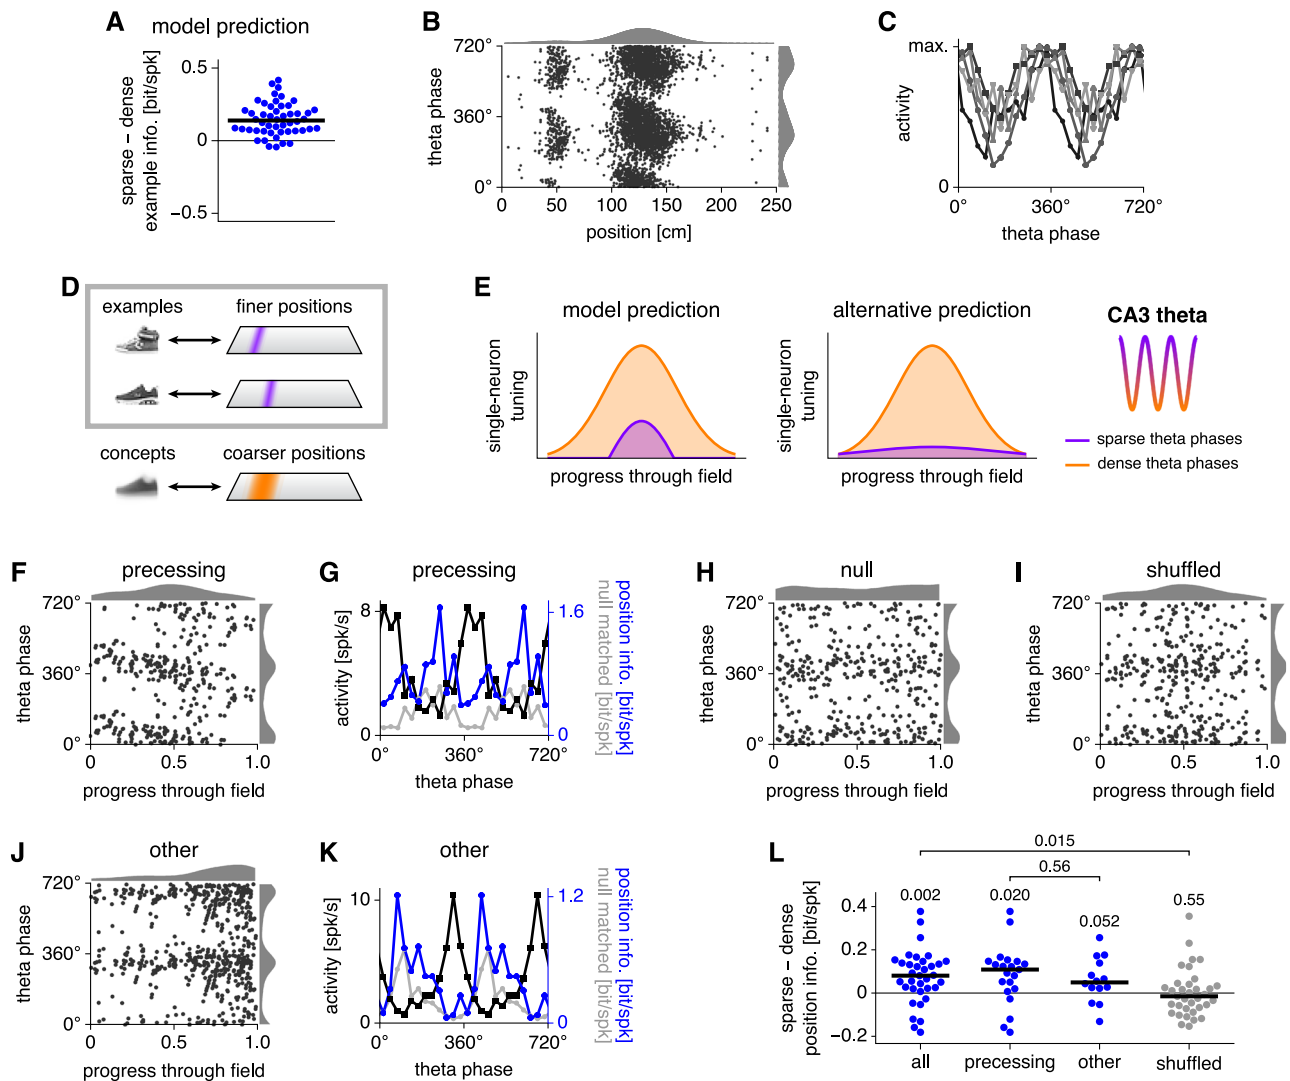 A
model prediction
sparse – dense
example info. [bit/spk]
0.5
0
−0.5
B
theta phase
720°
360°
0°
0
50
100
150
200
250
position [cm]
C
activity
max.
0
0°
360°
720°
theta phase
D
examples
finer positions
concepts
coarser positions
E
model prediction
single-neuron
tuning
progress through field
alternative prediction
single-neuron
tuning
progress through field
CA3 theta
sparse theta phases
dense theta phases
F
precessing
theta phase
720°
360°
0°
0
0.5
1.0
progress through field
G
precessing
activity [spk/s]
8
0
0°
360°
720°
theta phase
1.6
0
position info. [bit/spk]
null matched [bit/spk]
H
null
theta phase
720°
360°
0°
0
0.5
1.0
progress through field
I
shuffled
theta phase
720°
360°
0°
0
0.5
1.0
progress through field
J
other
theta phase
720°
360°
0°
0
0.5
1.0
progress through field
K
other
activity [spk/s]
10
0
0°
360°
720°
theta phase
1.2
0
position info. [bit/spk]
null matched [bit/spk]
L
sparse – dense
position info. [bit/spk]
0.4
0.2
0
−0.2
0.015
0.56
0.002
0.020
0.052
0.55
all
precessing
other
shuffled